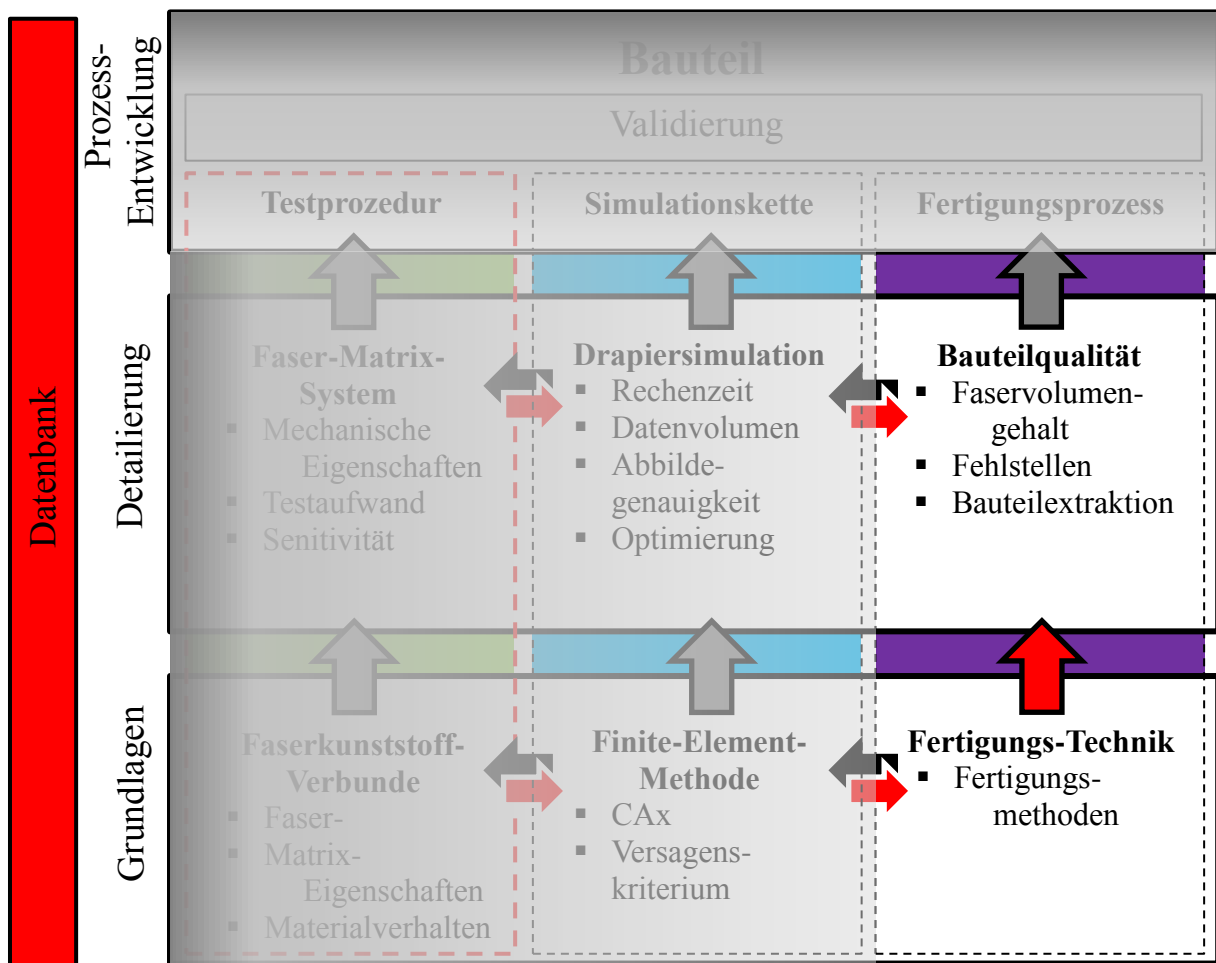 Datenbank
Prozess-
Entwicklung
Bauteil
Validierung
Testprozedur
Simulationskette
Fertigungsprozess
Detailierung
Faser-Matrix-
System
▪ Mechanische
Eigenschaften
▪ Testaufwand
▪ Senitivität
Drapiersimulation
▪ Rechenzeit
▪ Datenvolumen
▪ Abbilde-
genauigkeit
▪ Optimierung
Bauteilqualität
▪ Faservolumen-
gehalt
▪ Fehlstellen
▪ Bauteilextraktion
Grundlagen
Faserkunststoff-
Verbunde
▪ Faser-
▪ Matrix-
Eigenschaften
▪ Materialverhalten
Finite-Element-
Methode
▪ CAx
▪ Versagens-
kriterium
Fertigungs-Technik
▪ Fertigungs-
methoden